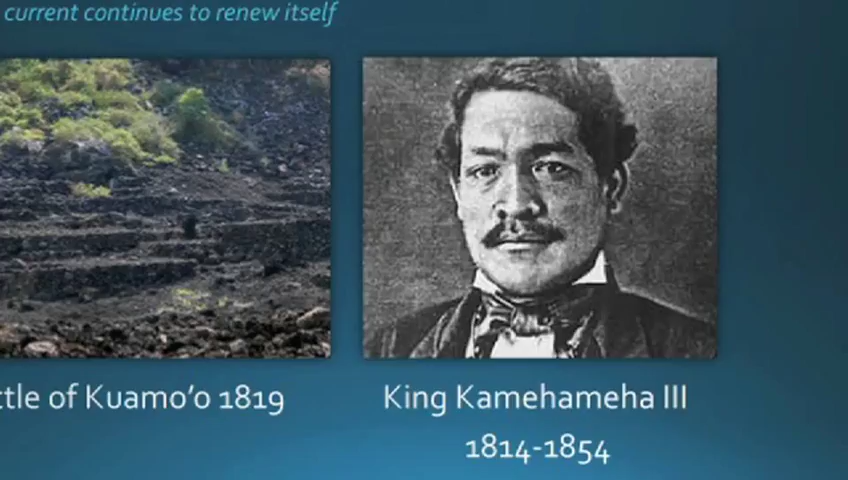 current continues to renew itself
ttle of Kuamo’o 1819
King Kamehameha III
1814-1854